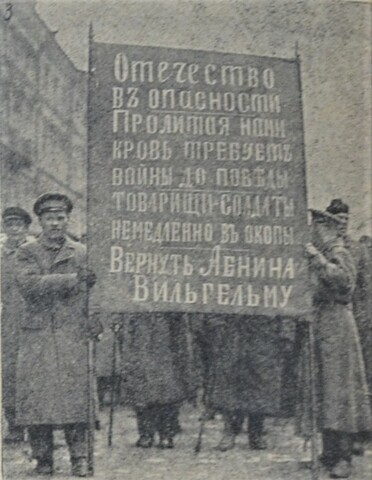 3
Отечество
въ опасности
Пролитая нами
кровь требуетъ
войны до побѣды
товарищи-солдаты
немедленно въ окопы
Вернуть Ленина
Вильгельму